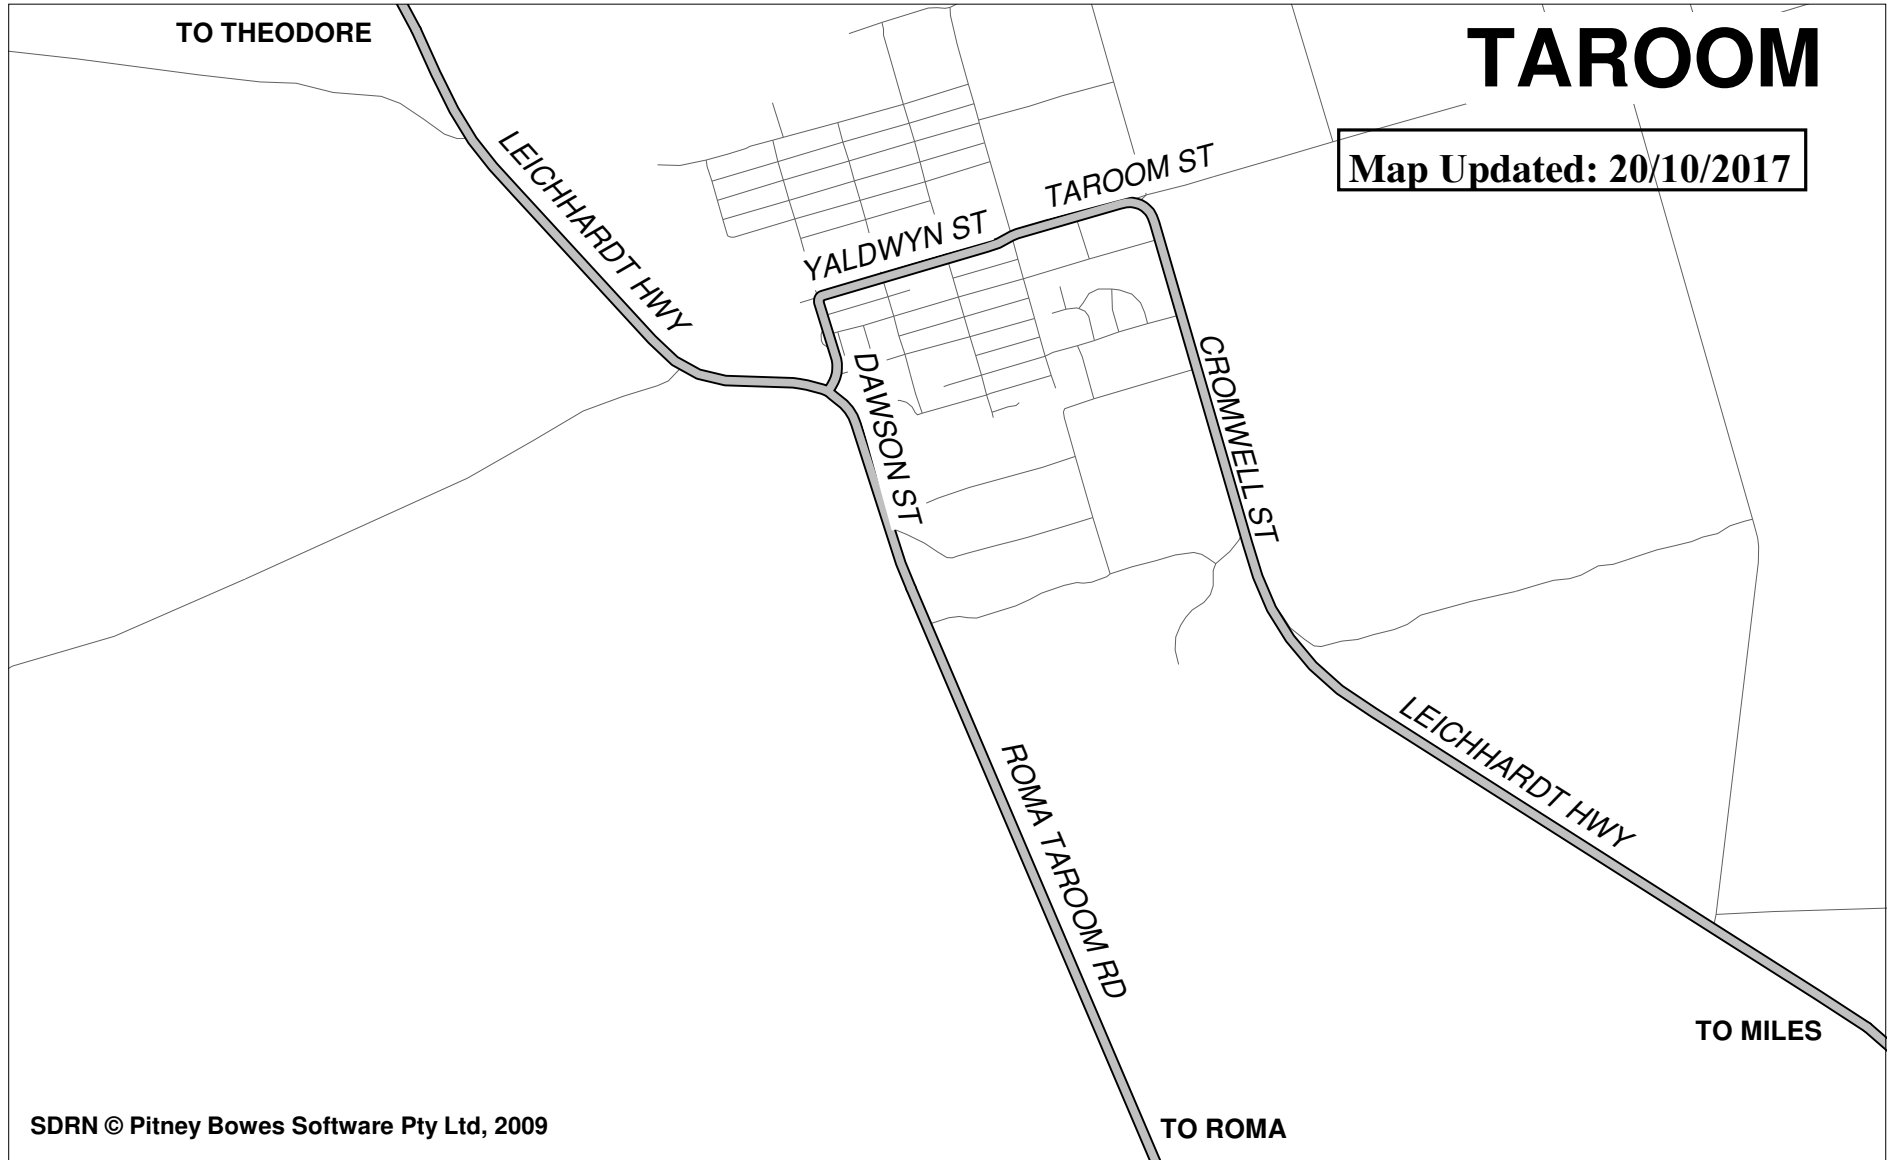 TO THEODORE
TAROOM
Map Updated: 20/10/2017
LEICHHARDT HWY
TAROOM ST
YALDWYN ST
DAWSON ST
CROMWELL ST
LEICHHARDT HWY
ROMA TAROOM RD
TO MILES
SDRN © Pitney Bowes Software Pty Ltd, 2009
TO ROMA